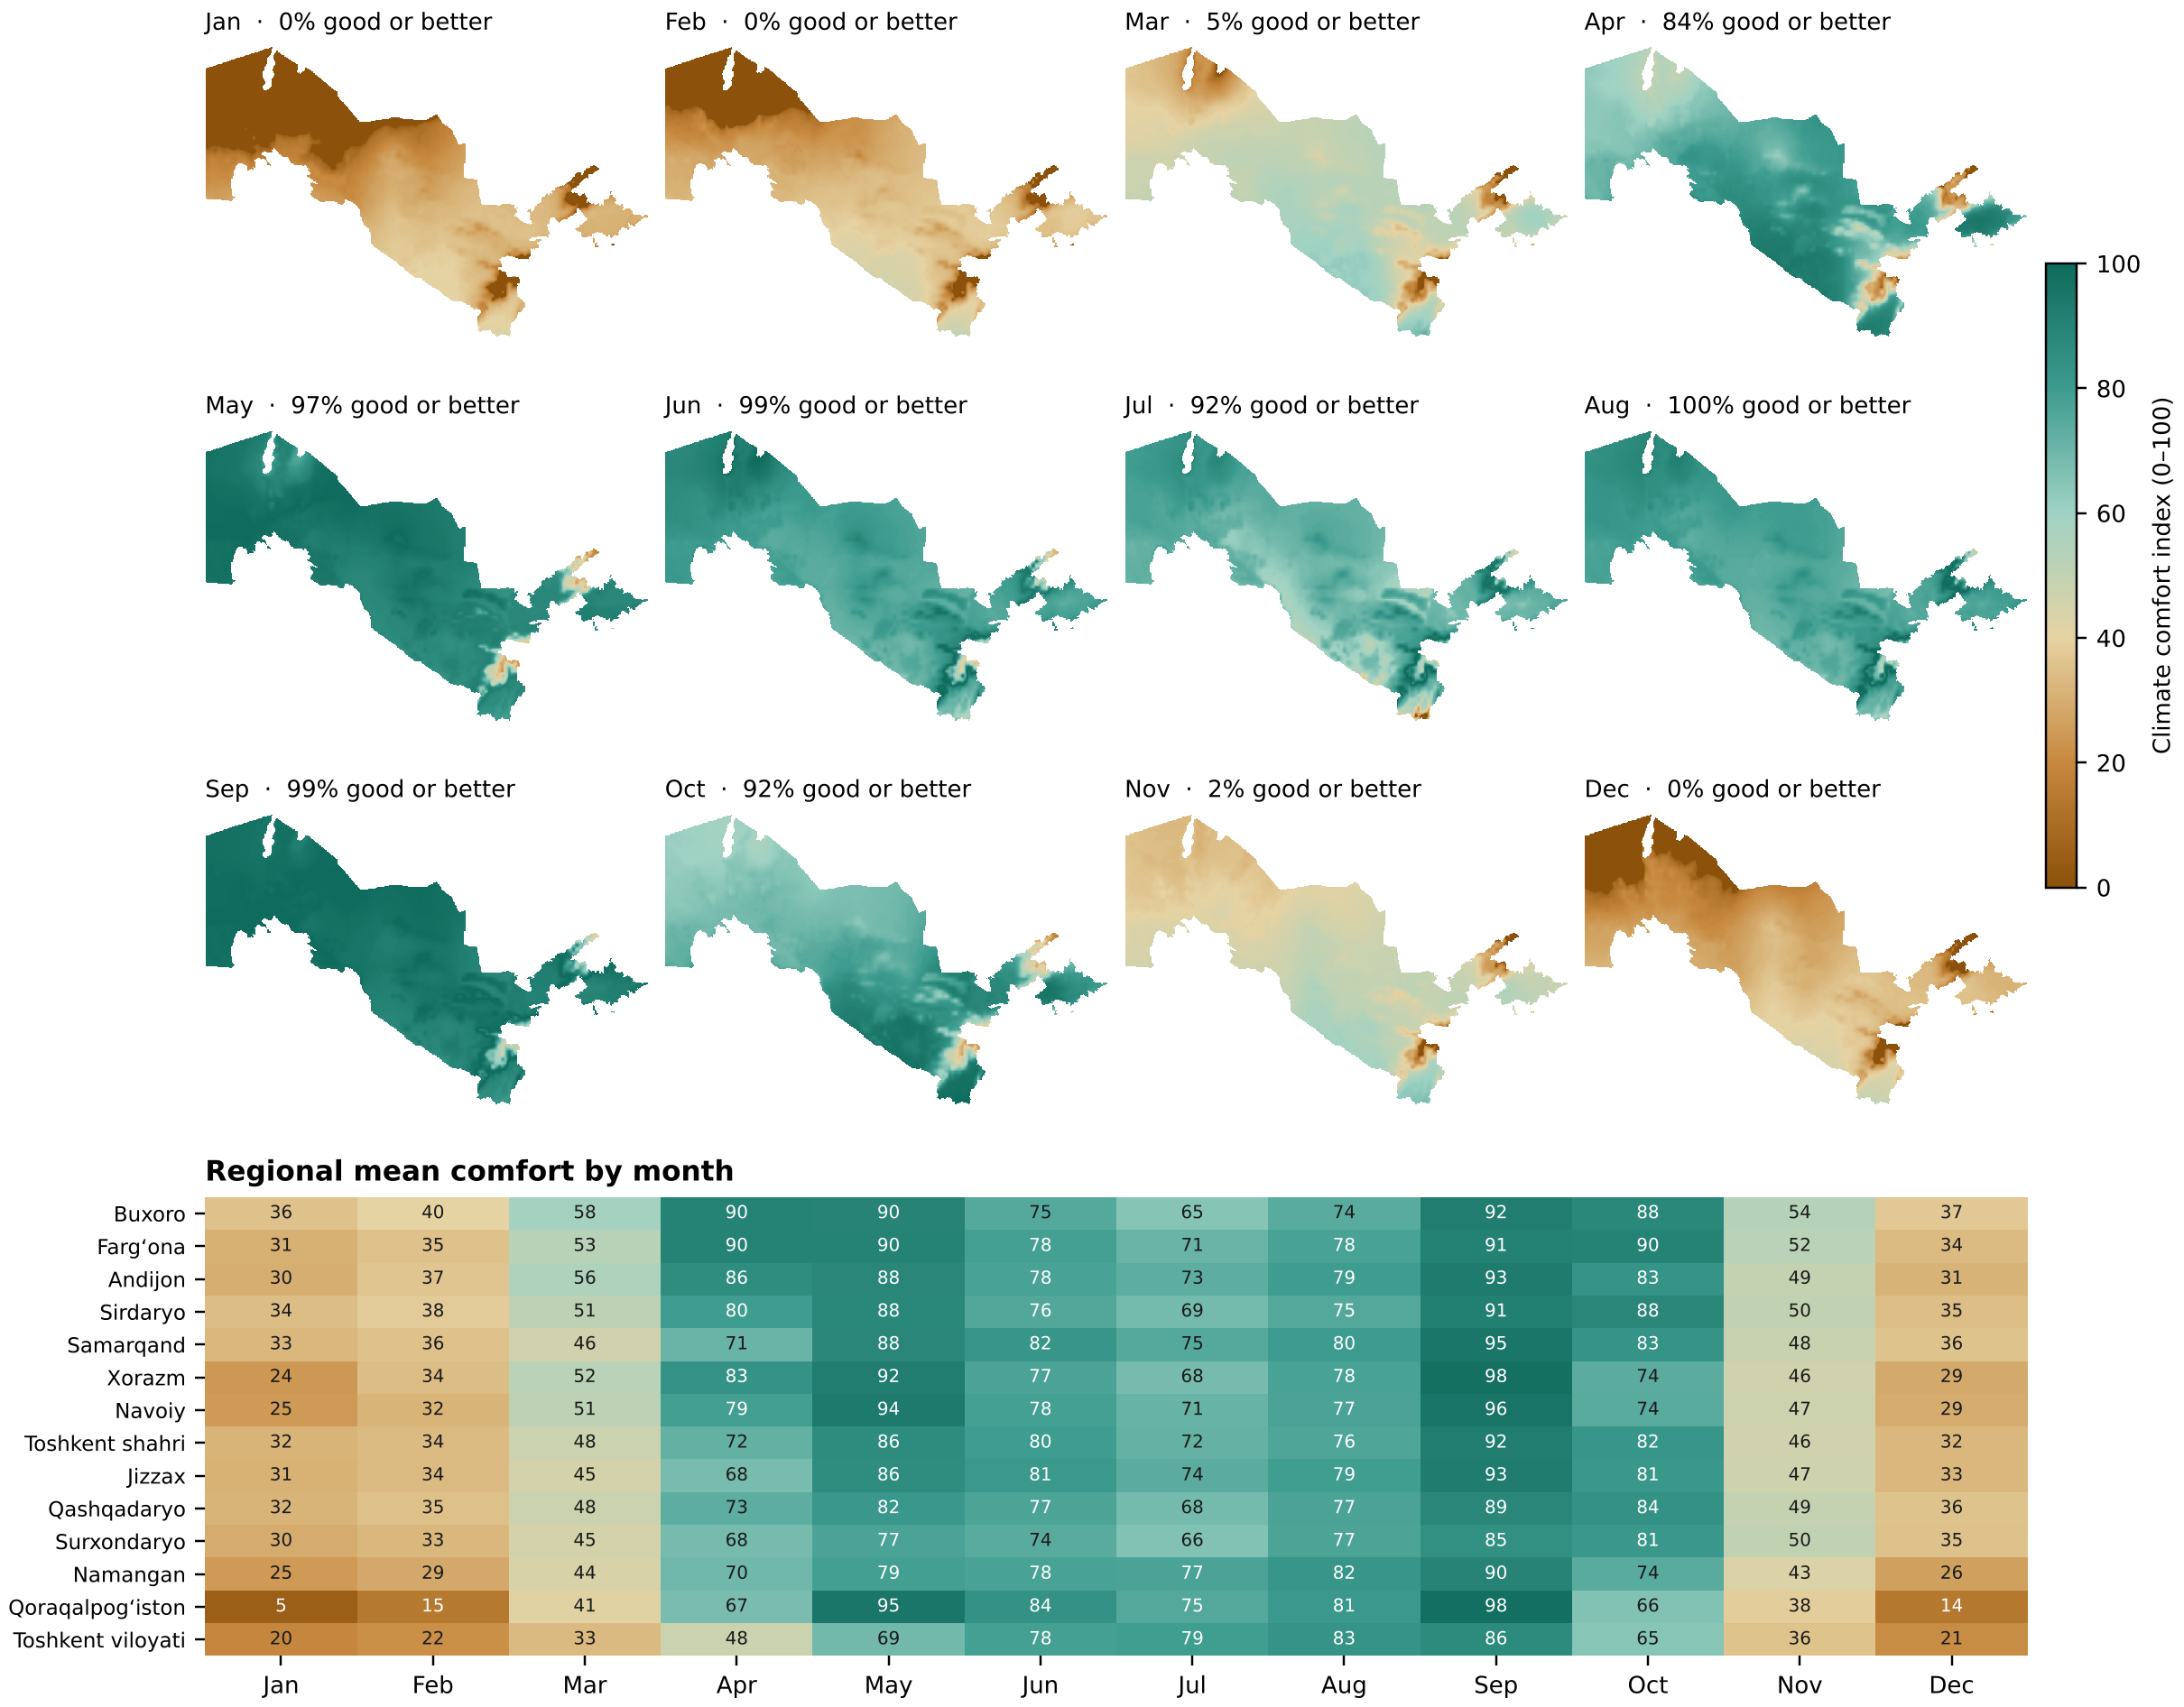 Jan · 0% good or better
Feb · 0% good or better
Mar · 5% good or better
Apr · 84% good or better
May · 97% good or better
Jun · 99% good or better
Jul · 92% good or better
Aug · 100% good or better
Sep · 99% good or better
Oct · 92% good or better
Nov · 2% good or better
Dec · 0% good or better
100
80
60
40
20
0
Climate comfort index (0–100)
Regional mean comfort by month
Buxoro 36 40 58 90 90 75 65 74 92 88 54 37
Farg‘ona 31 35 53 90 90 78 71 78 91 90 52 34
Andijon 30 37 56 86 88 78 73 79 93 83 49 31
Sirdaryo 34 38 51 80 88 76 69 75 91 88 50 35
Samarqand 33 36 46 71 88 82 75 80 95 83 48 36
Xorazm 24 34 52 83 92 77 68 78 98 74 46 29
Navoiy 25 32 51 79 94 78 71 77 96 74 47 29
Toshkent shahri 32 34 48 72 86 80 72 76 92 82 46 32
Jizzax 31 34 45 68 86 81 74 79 93 81 47 33
Qashqadaryo 32 35 48 73 82 77 68 77 89 84 49 36
Surxondaryo 30 33 45 68 77 74 66 77 85 81 50 35
Namangan 25 29 44 70 79 78 77 82 90 74 43 26
Qoraqalpog‘iston 5 15 41 67 95 84 75 81 98 66 38 14
Toshkent viloyati 20 22 33 48 69 78 79 83 86 65 36 21
Jan Feb Mar Apr May Jun Jul Aug Sep Oct Nov Dec